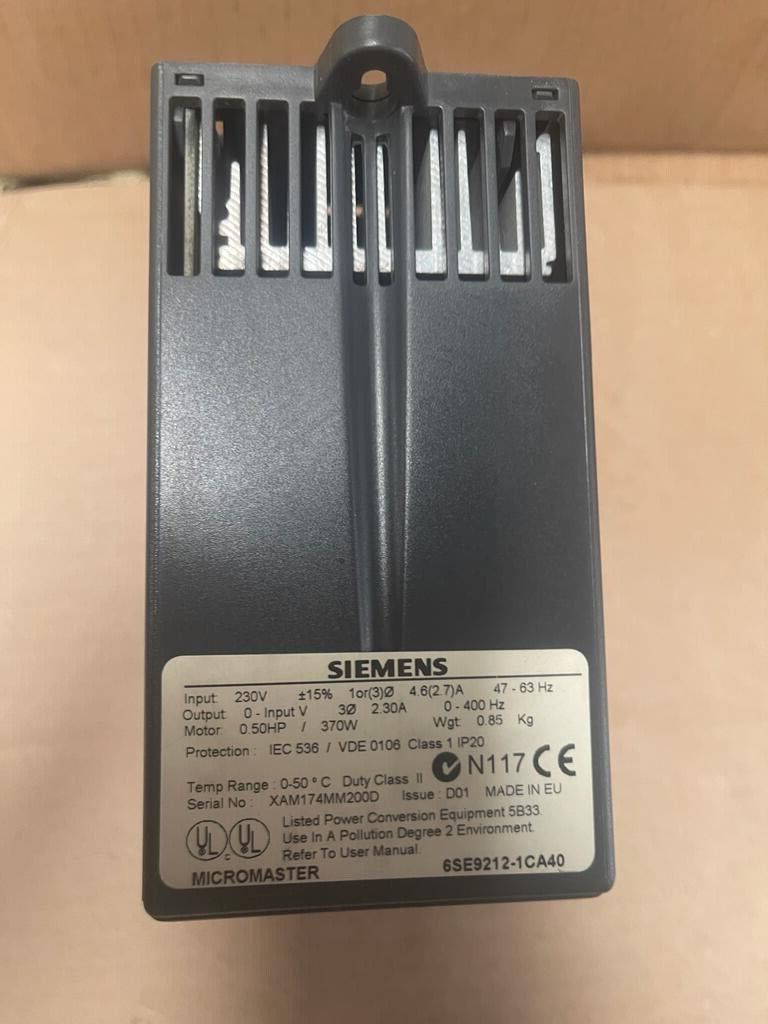 SIEMENS
Input: 230V ±15% 1or(3)Ø 4.6(2.7)A 47 - 63 Hz
Output: 0 - Input V 3Ø 2.30A 0 - 400 Hz
Motor: 0.50HP / 370W Wgt: 0.85 Kg
Protection : IEC 536 / VDE 0106 Class 1 IP20
N117 CE
Temp Range : 0-50 ° C Duty Class II
Serial No : XAM174MM200D Issue : D01 MADE IN EU
UL c UL Listed Power Conversion Equipment 5B33.
Use In A Pollution Degree 2 Environment.
Refer To User Manual.
MICROMASTER 6SE9212-1CA40